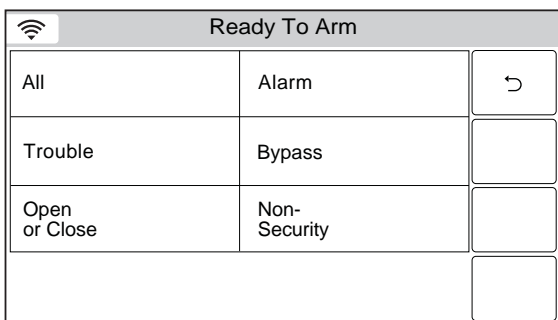 Ready To Arm
All
Alarm
Trouble
Bypass
Open
or Close
Non-
Security